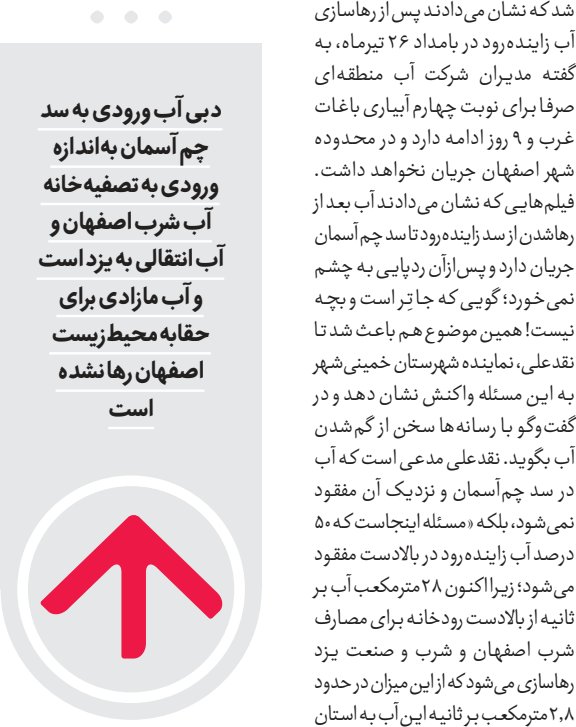 شد که نشان می‌دادند پس از رهاسازی
آب زاینده‌رود در بامداد ۲۶ تیرماه، به
گفته مدیران شرکت آب منطقه‌ای
صرفا برای نوبت چهارم آبیاری باغات
غرب و ۹ روز ادامه دارد و در محدوده
شهر اصفهان جریان نخواهد داشت.
فیلم‌هایی که نشان می‌دادند آب بعد از
رهاشدن از سد زاینده‌رود تا سد چم آسمان
جریان دارد و پس‌ازآن ردپایی به چشم
نمی‌خورد؛ گویی که جا تِر است و بچه
نیست! همین موضوع هم باعث شد تا
نقدعلی، نماینده شهرستان خمینی‌شهر
به این مسئله واکنش نشان دهد و در
گفت‌وگو با رسانه‌ها سخن از گم شدن
آب بگوید. نقدعلی مدعی است که آب
در سد چم‌آسمان و نزدیک آن مفقود
نمی‌شود، بلکه «مسئله اینجاست که ۵۰
درصد آب زاینده‌رود در بالادست مفقود
می‌شود؛ زیرا اکنون ۲۸ مترمکعب آب بر
ثانیه از بالادست رودخانه برای مصارف
شرب اصفهان و شرب و صنعت یزد
رهاسازی می‌شود که از این میزان در حدود
۲٫۸ مترمکعب بر ثانیه این آب به استان
دبی آب ورودی به سد
چم آسمان به‌اندازه
ورودی به تصفیه‌خانه
آب شرب اصفهان و
آب انتقالی به یزد است
و آب مازادی برای
حقابه محیط‌زیست
اصفهان رها نشده
است